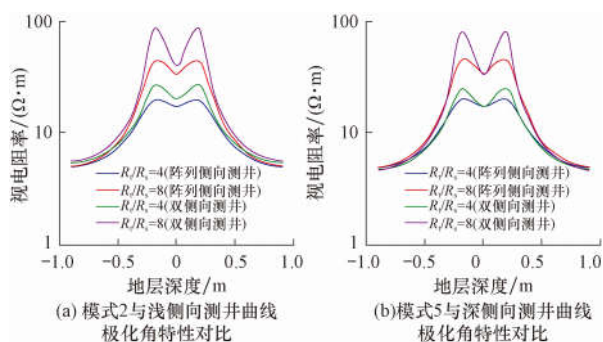 100
10
1
视电阻率/(Ω·m)
Rt/Rs=4(阵列侧向测井)
Rt/Rs=8(阵列侧向测井)
Rt/Rs=4(双侧向测井)
Rt/Rs=8(双侧向测井)
-1.0 -0.5 0 0.5 1.0
地层深度/m
(a) 模式2与浅侧向测井曲线
极化角特性对比
100
10
1
视电阻率/(Ω·m)
Rt/Rs=4(阵列侧向测井)
Rt/Rs=8(阵列侧向测井)
Rt/Rs=4(双侧向测井)
Rt/Rs=8(双侧向测井)
-1.0 -0.5 0 0.5 1.0
地层深度/m
(b)模式5与深侧向测井曲线
极化角特性对比